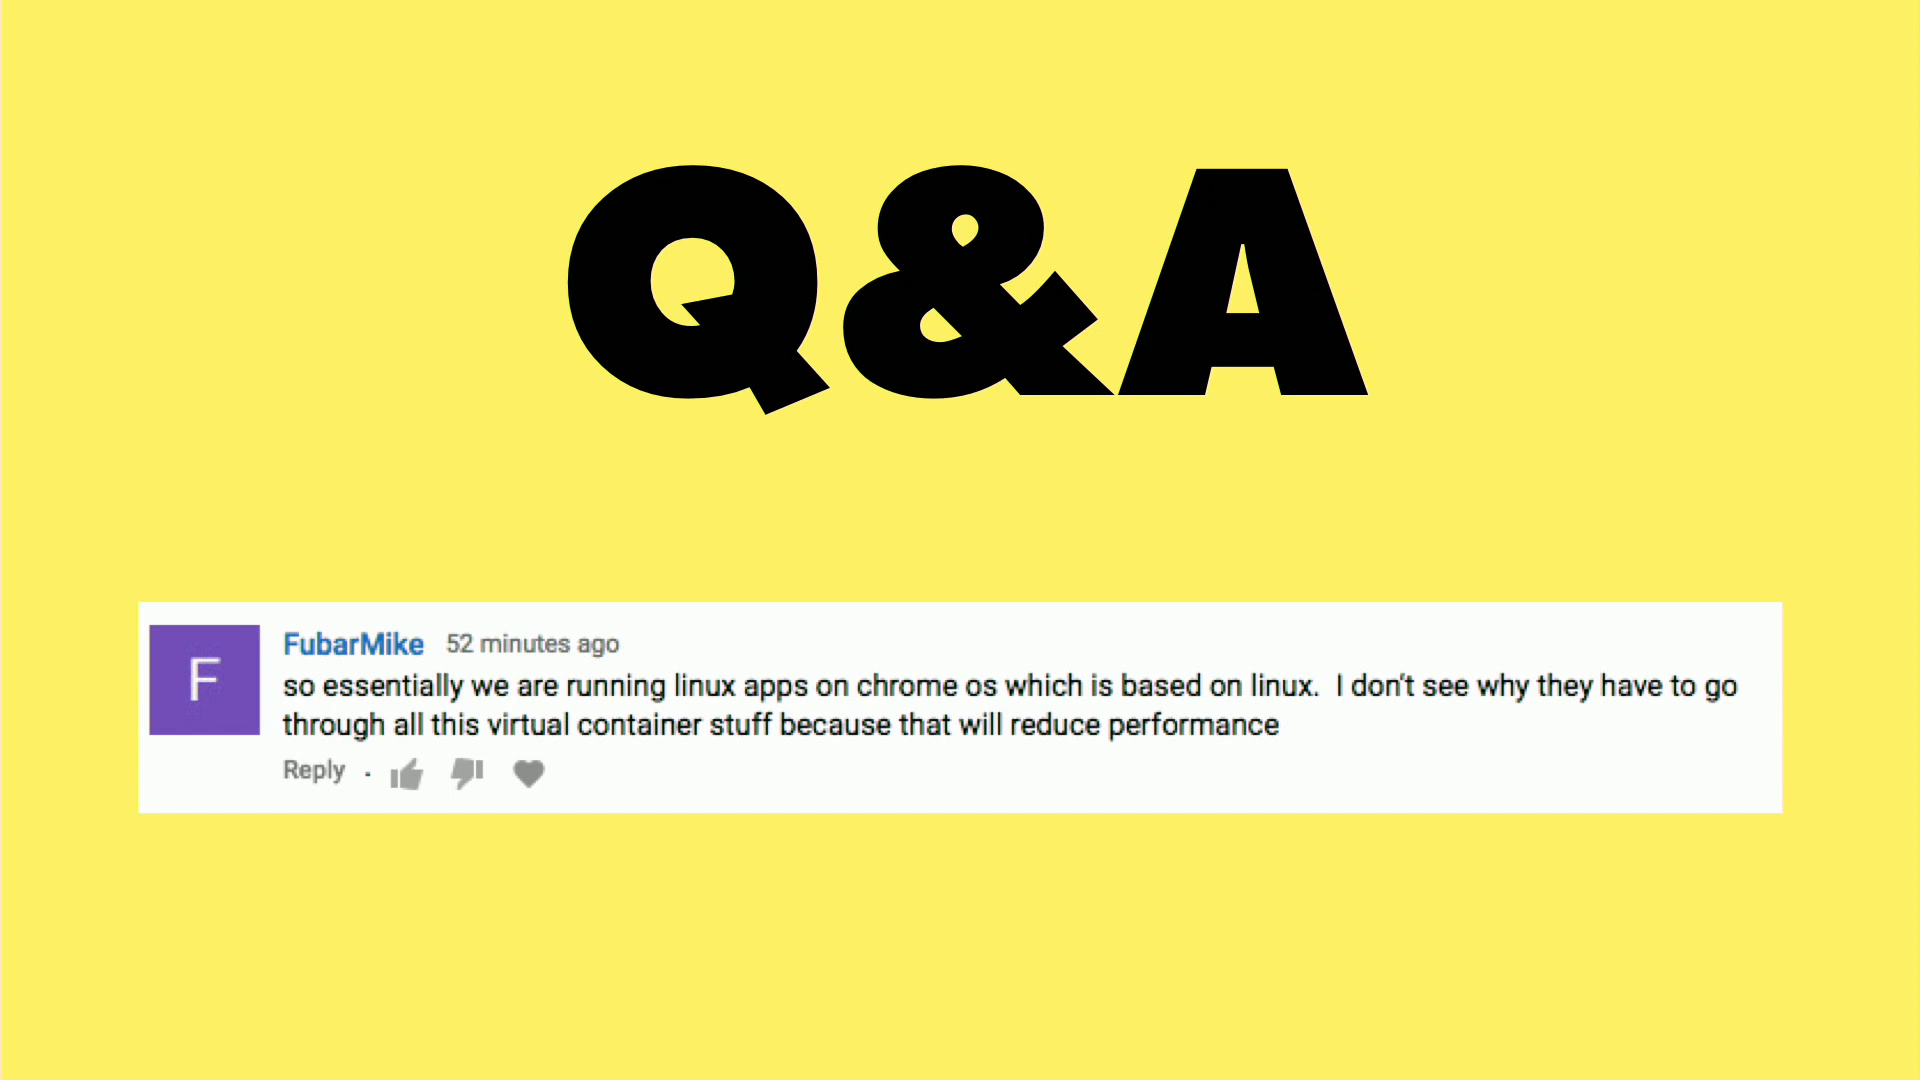 Q&A
F
FubarMike 52 minutes ago
so essentially we are running linux apps on chrome os which is based on linux.  I don't see why they have to go
through all this virtual container stuff because that will reduce performance
Reply